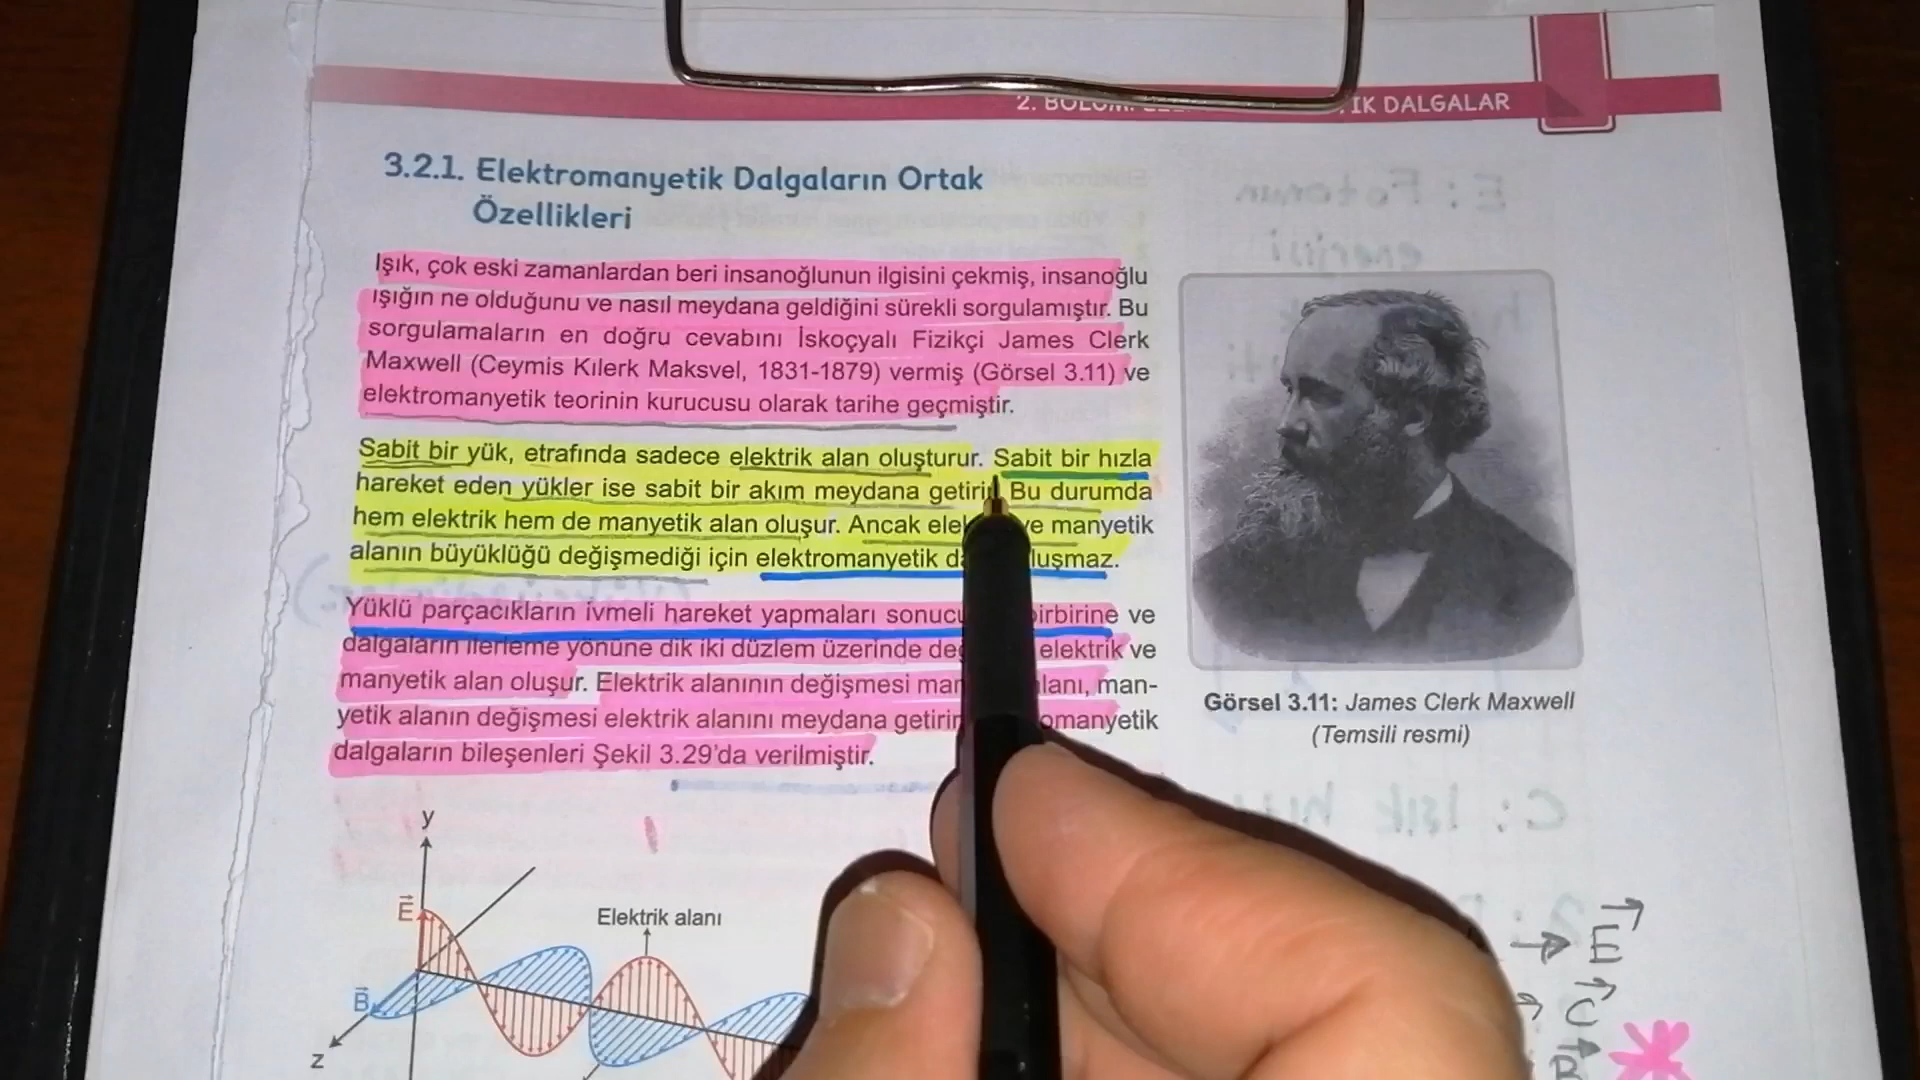 2. BÖLÜM: IK DALGALAR
3.2.1. Elektromanyetik Dalgaların Ortak
Özellikleri
Işık, çok eski zamanlardan beri insanoğlunun ilgisini çekmiş, insanoğlu
ışığın ne olduğunu ve nasıl meydana geldiğini sürekli sorgulamıştır. Bu
sorgulamaların en doğru cevabını İskoçyalı Fizikçi James Clerk
Maxwell (Ceymis Kılerk Maksvel, 1831-1879) vermiş (Görsel 3.11) ve
elektromanyetik teorinin kurucusu olarak tarihe geçmiştir.
Sabit bir yük, etrafında sadece elektrik alan oluşturur. Sabit bir hızla
hareket eden yükler ise sabit bir akım meydana getirir Bu durumda
hem elektrik hem de manyetik alan oluşur. Ancak ve manyetik
alanın büyüklüğü değişmediği için elektromanyetik luşmaz.
Yüklü parçacıkların ivmeli hareket yapmaları birbirine ve
dalgaların ilerleme yönüne dik iki düzlem üzerinde elektrik ve
manyetik alan oluşur. Elektrik alanının değişmesi lanı, man-
yetik alanın değişmesi elektrik alanını meydana getirir omanyetik
dalgaların bileşenleri Şekil 3.29'da verilmiştir.
Görsel 3.11: James Clerk Maxwell
(Temsili resmi)
y
E
Elektrik alanı
B
z
E
C
B